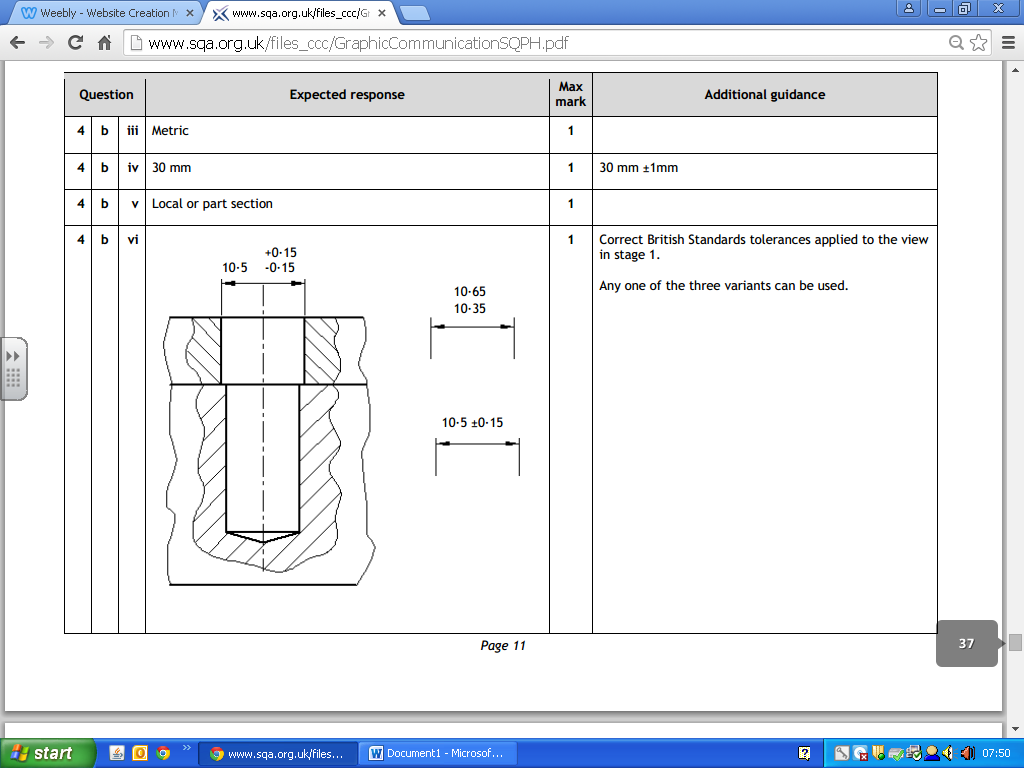 Weebly - Website Creation M
www.sqa.org.uk/files_ccc/Gr
www.sqa.org.uk/files_ccc/GraphicCommunicationSQPH.pdf
Question
Expected response
Max
mark
Additional guidance
4 b iii Metric 1
4 b iv 30 mm 1 30 mm ±1mm
4 b v Local or part section 1
4 b vi 1 Correct British Standards tolerances applied to the view
in stage 1.
Any one of the three variants can be used.
+0·15
10·5 -0·15
10·65
10·35
10·5 ±0·15
Page 11
37
start
www.sqa.org.uk/files...
Document1 - Microsof...
07:50